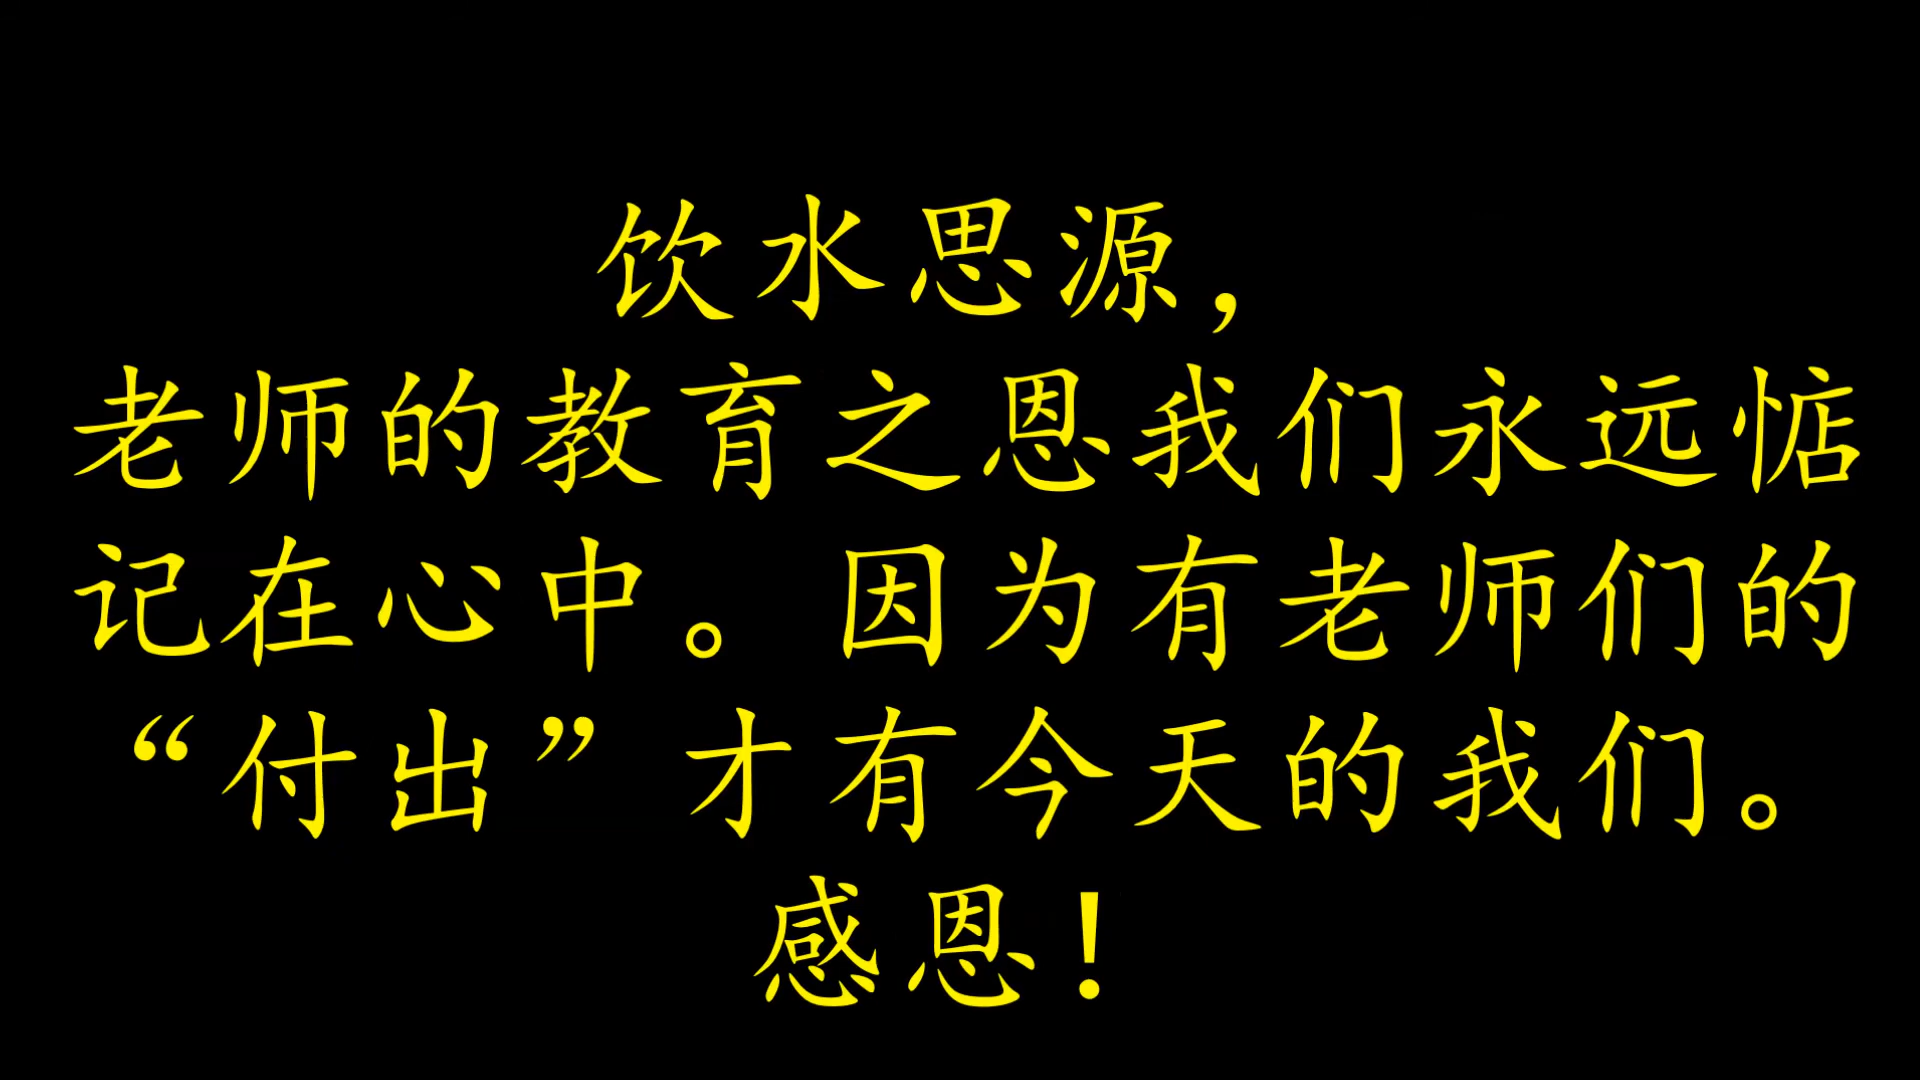 饮水思源，
老师的教育之恩我们永远惦
记在心中。因为有老师们的
“付出”才有今天的我们。
感恩！